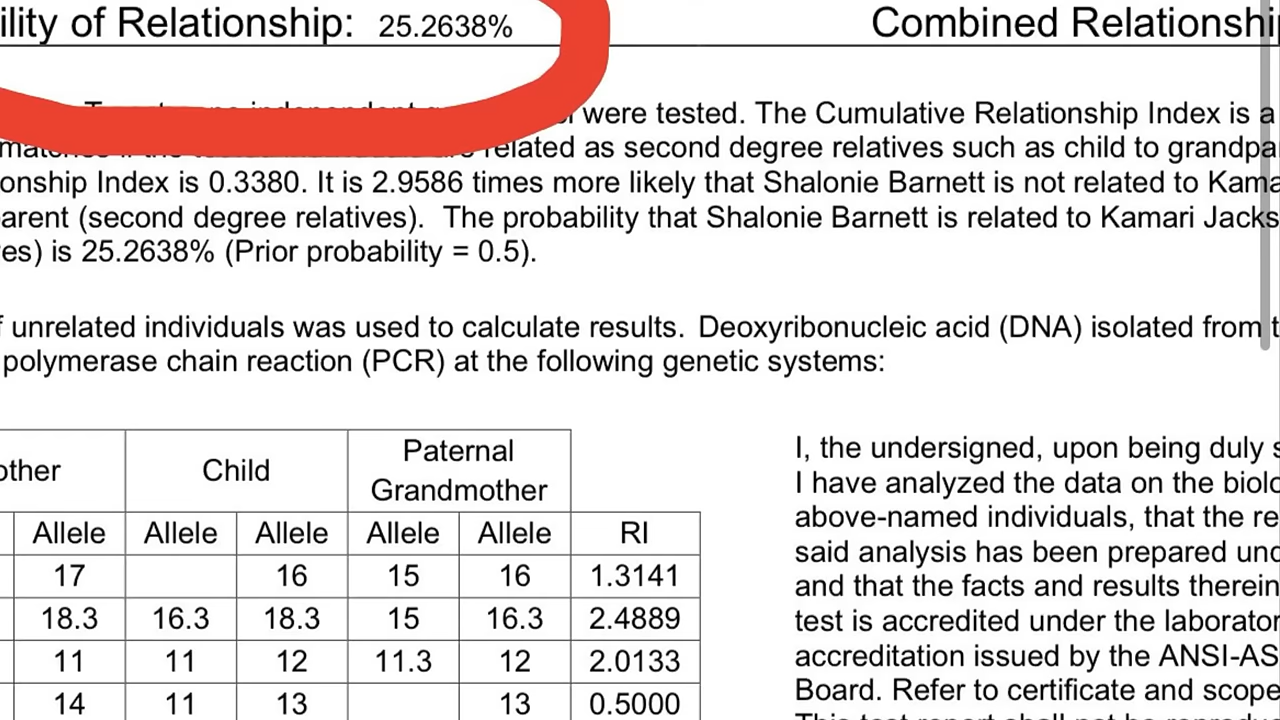 ility of Relationship: 25.2638% Combined Relationshi
were tested. The Cumulative Relationship Index is a
related as second degree relatives such as child to grandpa
onship Index is 0.3380. It is 2.9586 times more likely that Shalonie Barnett is not related to Kama
arent (second degree relatives). The probability that Shalonie Barnett is related to Kamari Jacks
es) is 25.2638% (Prior probability = 0.5).
f unrelated individuals was used to calculate results. Deoxyribonucleic acid (DNA) isolated from t
polymerase chain reaction (PCR) at the following genetic systems:
other Child Paternal Grandmother
Allele Allele Allele Allele Allele RI
17 16 15 16 1.3141
18.3 16.3 18.3 15 16.3 2.4889
11 11 12 11.3 12 2.0133
14 11 13 13 0.5000
I, the undersigned, upon being duly s
I have analyzed the data on the biolo
above-named individuals, that the re
said analysis has been prepared und
and that the facts and results therein
test is accredited under the laborator
accreditation issued by the ANSI-AS
Board. Refer to certificate and scope